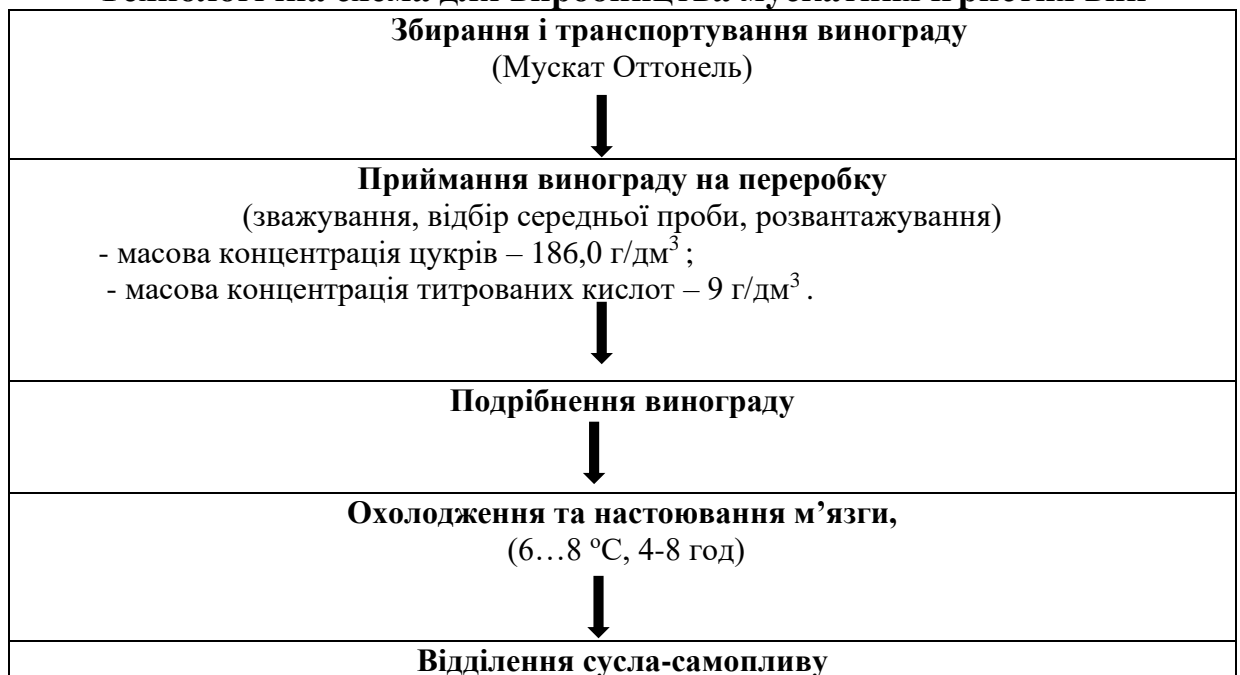 Збирання і транспортування винограду
(Мускат Оттонель)
Приймання винограду на переробку
(зважування, відбір середньої проби, розвантажування)
- масова концентрація цукрів – 186,0 г/дм³ ;
- масова концентрація титрованих кислот – 9 г/дм³ .
Подрібнення винограду
Охолодження та настоювання м’язги,
(6…8 ºС, 4-8 год)
Відділення сусла-самопливу